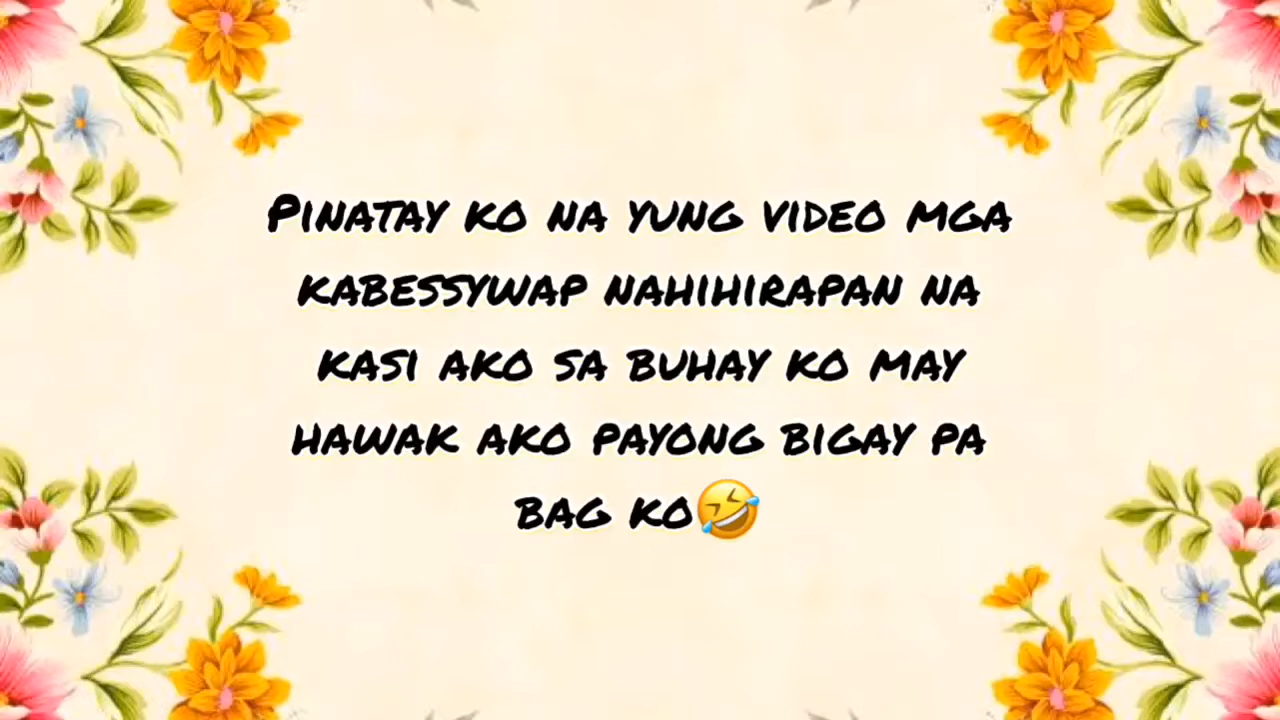 Pinatay ko na yung video mga
kabessywap nahihirapan na
kasi ako sa buhay ko may
hawak ako payong bigay pa
bag ko🤣